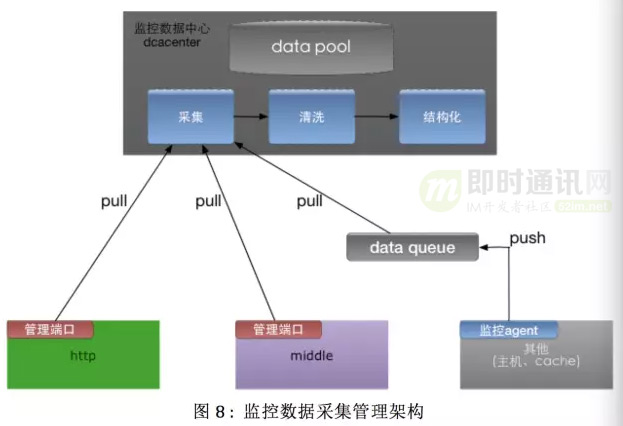 监控数据中心
dcacenter
data pool
采集
清洗
结构化
pull
pull
pull
m
即时通讯网
IM开发者社区 52im.net
data queue
push
管理端口
http
管理端口
middle
监控agent
其他
(主机、cache)
图 8：监控数据采集管理架构